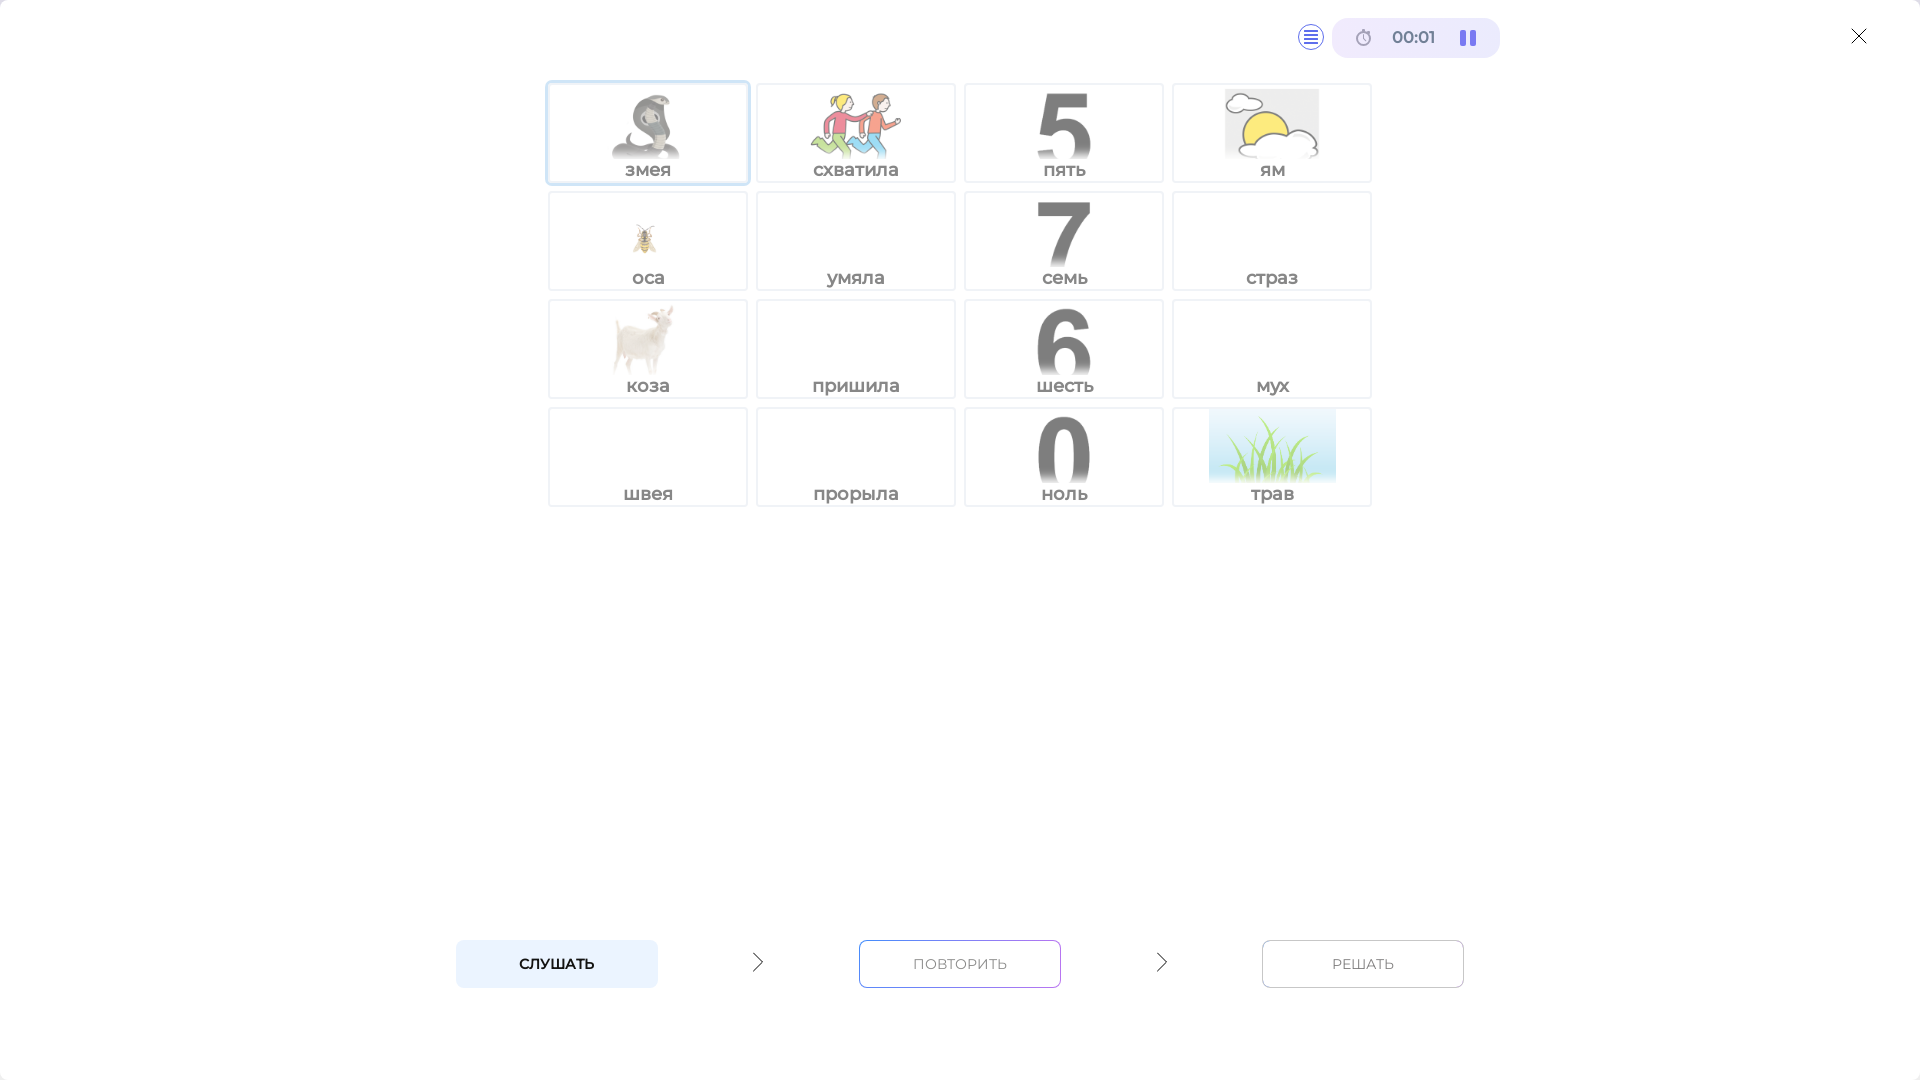 00:01
5
змея
схватила
пять
ям
7
оса
умяла
семь
страз
6
коза
пришила
шесть
мух
0
швея
прорыла
ноль
трав
СЛУШАТЬ
ПОВТОРИТЬ
РЕШАТЬ